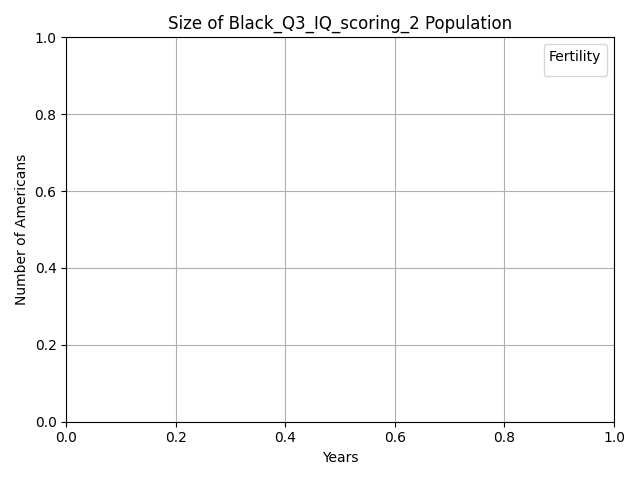 Size of Black_Q3_IQ_scoring_2 Population
Fertility
Number of Americans
1.0
0.8
0.6
0.4
0.2
0.0
0.0 0.2 0.4 0.6 0.8 1.0
Years